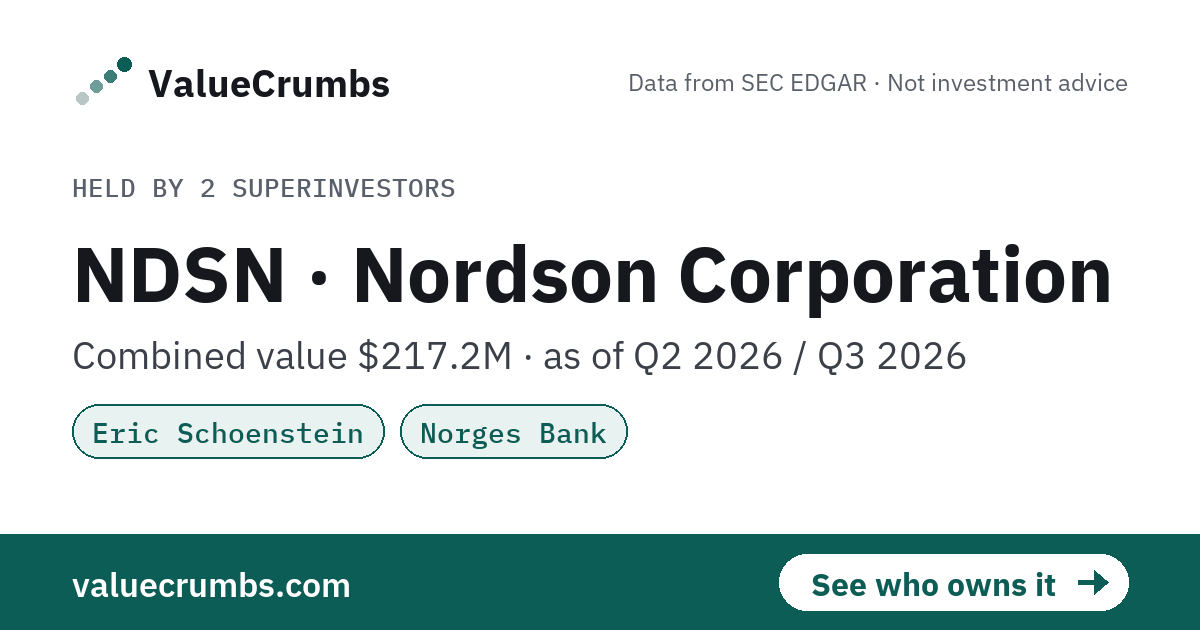 ValueCrumbs
Data from SEC EDGAR · Not investment advice
HELD BY 2 SUPERINVESTORS
NDSN · Nordson Corporation
Combined value $217.2M · as of Q2 2026 / Q3 2026
Eric Schoenstein
Norges Bank
valuecrumbs.com
See who owns it →